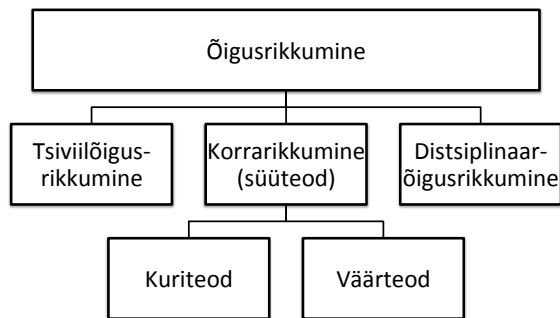 Õigusrikkumine
Tsiviilõigus-
rikkumine
Korrarikkumine
(süüteod)
Distsiplinaar-
õigusrikkumine
Kuriteod
Väärteod